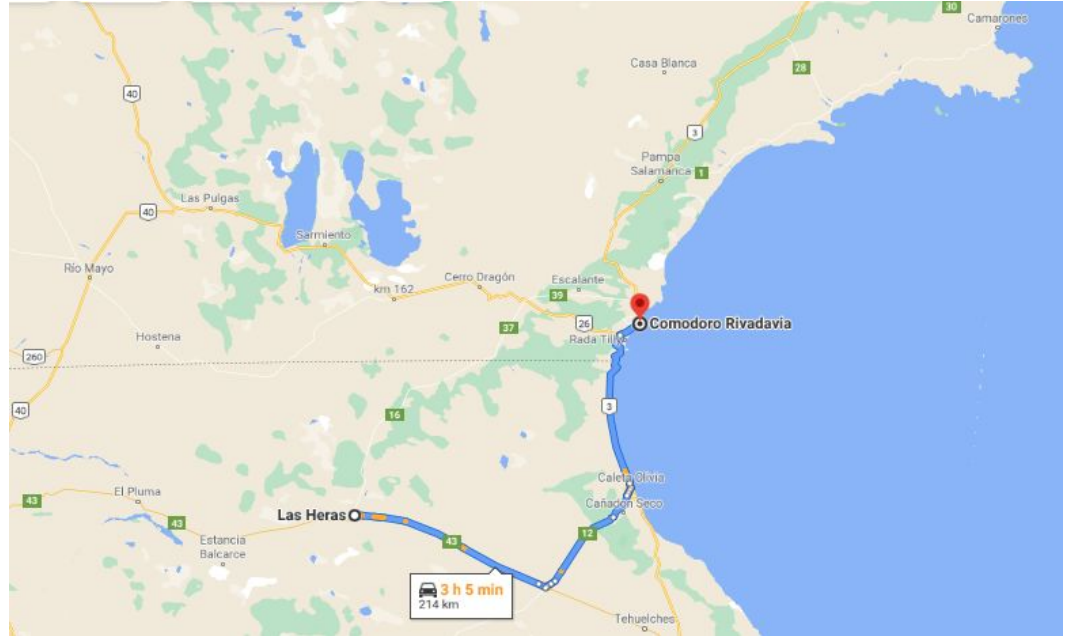 30
Camarones
Casa Blanca
28
40
3
Pampa
Salamanca
1
Las Pulgas
40
Sarmiento
Río Mayo
Cerro Dragón
Escalante
km 162
39
26
Comodoro Rivadavia
37
Hostena
Rada Tilly
260
3
40
16
Caleta Olivia
El Pluma
43
Cañadón Seco
Las Heras
43
12
Estancia
Balcarce
43
3 h 5 min
214 km
Tehuelches